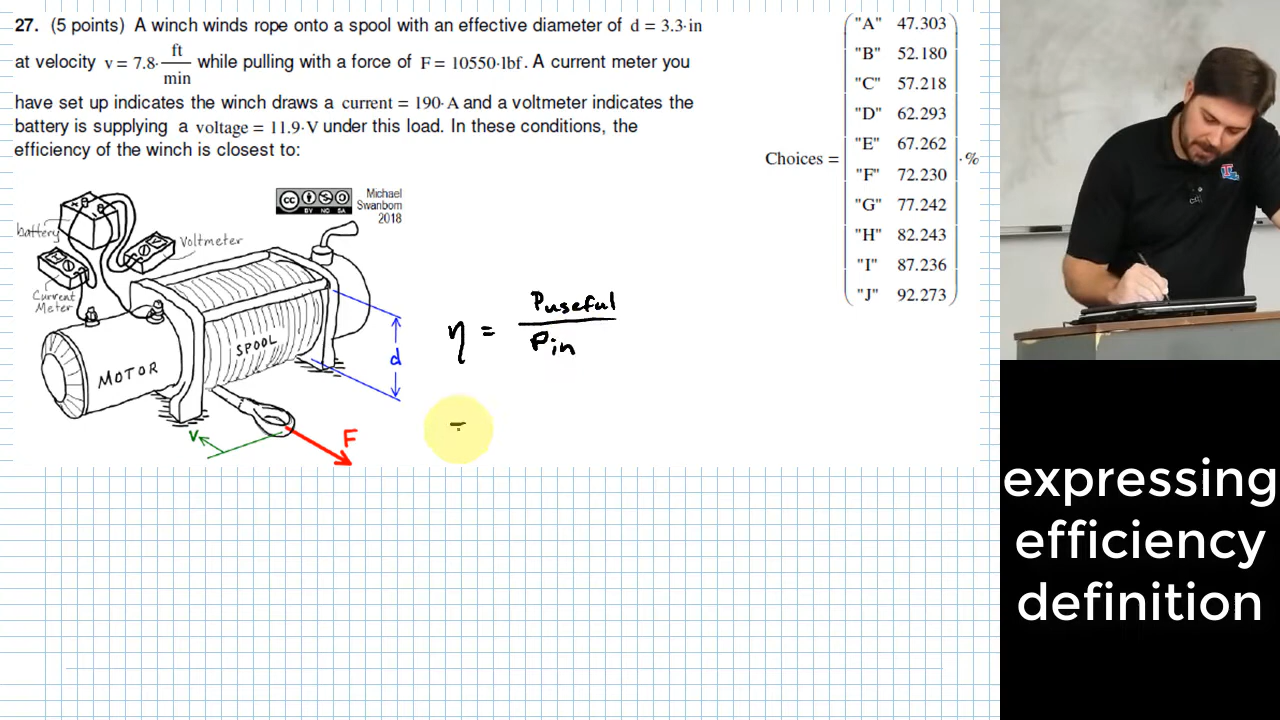 27. (5 points) A winch winds rope onto a spool with an effective diameter of d = 3.3·in
at velocity v = 7.8· ft/min while pulling with a force of F = 10550·lbf. A current meter you
have set up indicates the winch draws a current = 190·A and a voltmeter indicates the
battery is supplying a voltage = 11.9·V under this load. In these conditions, the
efficiency of the winch is closest to:
Choices =
"A" 47.303
"B" 52.180
"C" 57.218
"D" 62.293
"E" 67.262
"F" 72.230
"G" 77.242
"H" 82.243
"I" 87.236
"J" 92.273
·%
cc
BY NC SA
Michael
Swanbom
2018
battery
Voltmeter
Current
Meter
MOTOR
SPOOL
d
v
F
η = Puseful
Pin
=
expressing
efficiency
definition